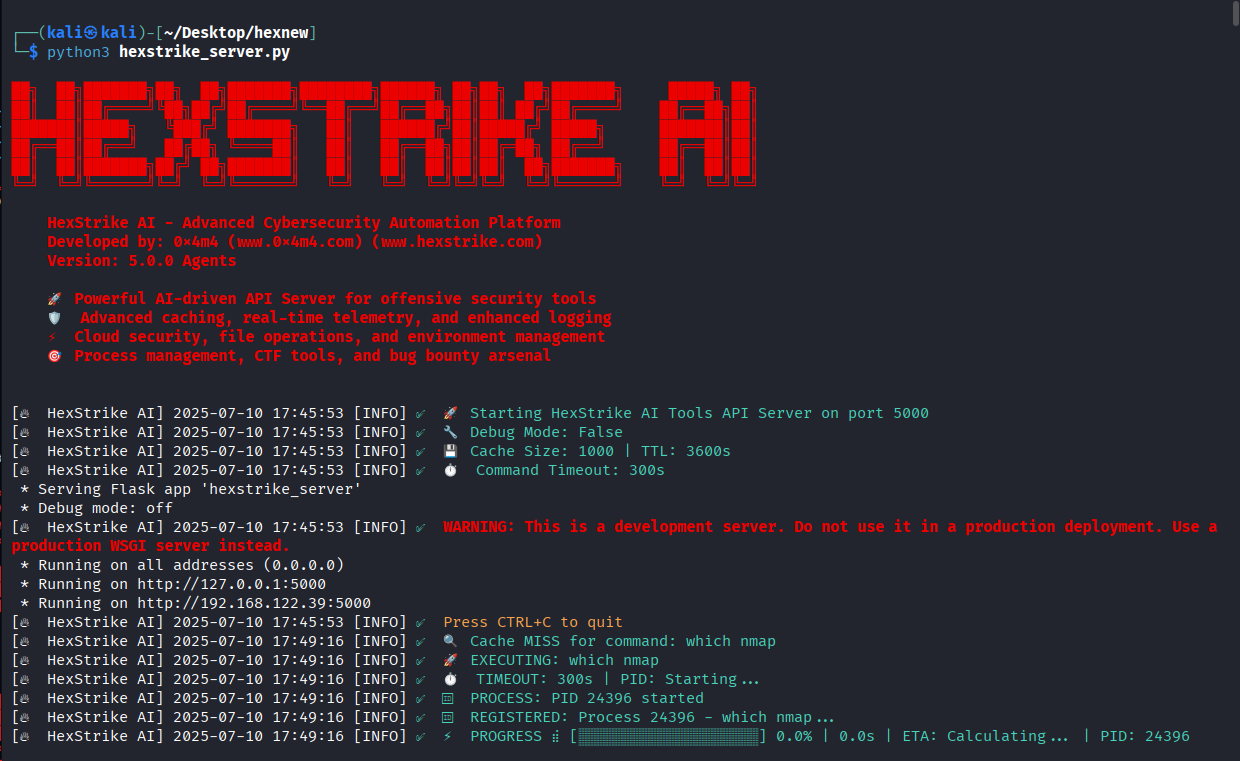 ┌──(kali㉿kali)-[~/Desktop/hexnew]
└─$ python3 hexstrike_server.py
HEXSTRIKE AI
HexStrike AI - Advanced Cybersecurity Automation Platform
Developed by: 0x4m4 (www.0x4m4.com) (www.hexstrike.com)
Version: 5.0.0 Agents
🚀 Powerful AI-driven API Server for offensive security tools
🛡️ Advanced caching, real-time telemetry, and enhanced logging
⚡ Cloud security, file operations, and environment management
🎯 Process management, CTF tools, and bug bounty arsenal
[🔥 HexStrike AI] 2025-07-10 17:45:53 [INFO] ✅ 🚀 Starting HexStrike AI Tools API Server on port 5000
[🔥 HexStrike AI] 2025-07-10 17:45:53 [INFO] ✅ 🔧 Debug Mode: False
[🔥 HexStrike AI] 2025-07-10 17:45:53 [INFO] ✅ 💾 Cache Size: 1000 | TTL: 3600s
[🔥 HexStrike AI] 2025-07-10 17:45:53 [INFO] ✅ ⏱️ Command Timeout: 300s
* Serving Flask app 'hexstrike_server'
* Debug mode: off
[🔥 HexStrike AI] 2025-07-10 17:45:53 [INFO] ✅ WARNING: This is a development server. Do not use it in a production deployment. Use a
production WSGI server instead.
* Running on all addresses (0.0.0.0)
* Running on http://127.0.0.1:5000
* Running on http://192.168.122.39:5000
[🔥 HexStrike AI] 2025-07-10 17:45:53 [INFO] ✅ Press CTRL+C to quit
[🔥 HexStrike AI] 2025-07-10 17:49:16 [INFO] ✅ 🔍 Cache MISS for command: which nmap
[🔥 HexStrike AI] 2025-07-10 17:49:16 [INFO] ✅ 🚀 EXECUTING: which nmap
[🔥 HexStrike AI] 2025-07-10 17:49:16 [INFO] ✅ ⏱️ TIMEOUT: 300s | PID: Starting...
[🔥 HexStrike AI] 2025-07-10 17:49:16 [INFO] ✅ PROCESS: PID 24396 started
[🔥 HexStrike AI] 2025-07-10 17:49:16 [INFO] ✅ REGISTERED: Process 24396 - which nmap...
[🔥 HexStrike AI] 2025-07-10 17:49:16 [INFO] ✅ ⚡ PROGRESS ⣾ [░░░░░░░░░░░░░░░░░░░░] 0.0% | 0.0s | ETA: Calculating... | PID: 24396